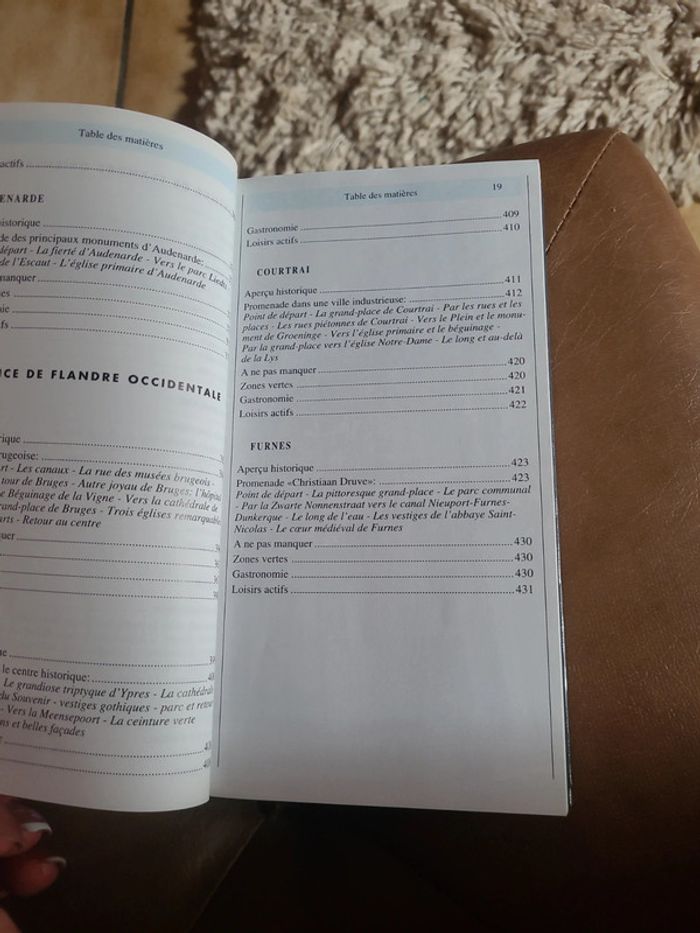 Table des matières
actifs
ENARDE
istorique
de des principaux monuments d'Audenarde:
départ - La fierté d'Audenarde - Vers le parc Liedts
de l'Escaut - L'église primaire d'Audenarde
manquer
es
ie
fs
CE DE FLANDRE OCCIDENTALE
rique
rugeoise:
rt - Les canaux - La rue des musées brugeois -
tour de Bruges - Autre joyau de Bruges: l'hôpital
e Béguinage de la Vigne - Vers la cathédrale de
rand-place de Bruges - Trois églises remarquables
arts - Retour au centre
quer
ue
le centre historique:
Le grandiose triptyque d'Ypres - La cathédrale
du Souvenir - vestiges gothiques - parc et retour
- Vers la Meensepoort - La ceinture verte
ns et belles façades
Table des matières 19
Gastronomie 409
Loisirs actifs 410
COURTRAI
Aperçu historique 411
Promenade dans une ville industrieuse: 412
Point de départ - La grand-place de Courtrai - Par les rues et les
places - Les rues piétonnes de Courtrai - Vers le Plein et le monu-
ment de Groeninge - Vers l'église primaire et le béguinage -
Par la grand-place vers l'église Notre-Dame - Le long et au-delà
de la Lys
A ne pas manquer 420
Zones vertes 420
Gastronomie 421
Loisirs actifs 422
FURNES
Aperçu historique 423
Promenade «Christiaan Druve»: 423
Point de départ - La pittoresque grand-place - Le parc communal
- Par la Zwarte Nonnenstraat vers le canal Nieuport-Furnes-
Dunkerque - Le long de l'eau - Les vestiges de l'abbaye Saint-
Nicolas - Le cœur médiéval de Furnes
A ne pas manquer 430
Zones vertes 430
Gastronomie 430
Loisirs actifs 431